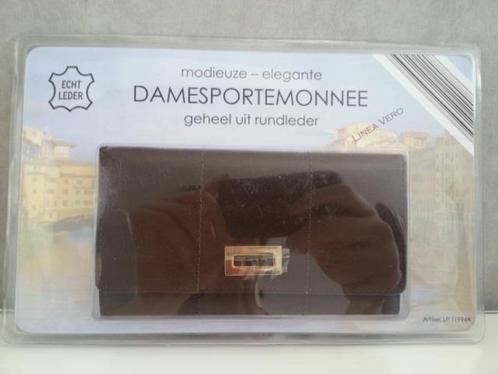 ECHT
LEDER
modieuze – elegante
DAMESPORTEMONNEE
geheel uit rundleder
LINEA VERO